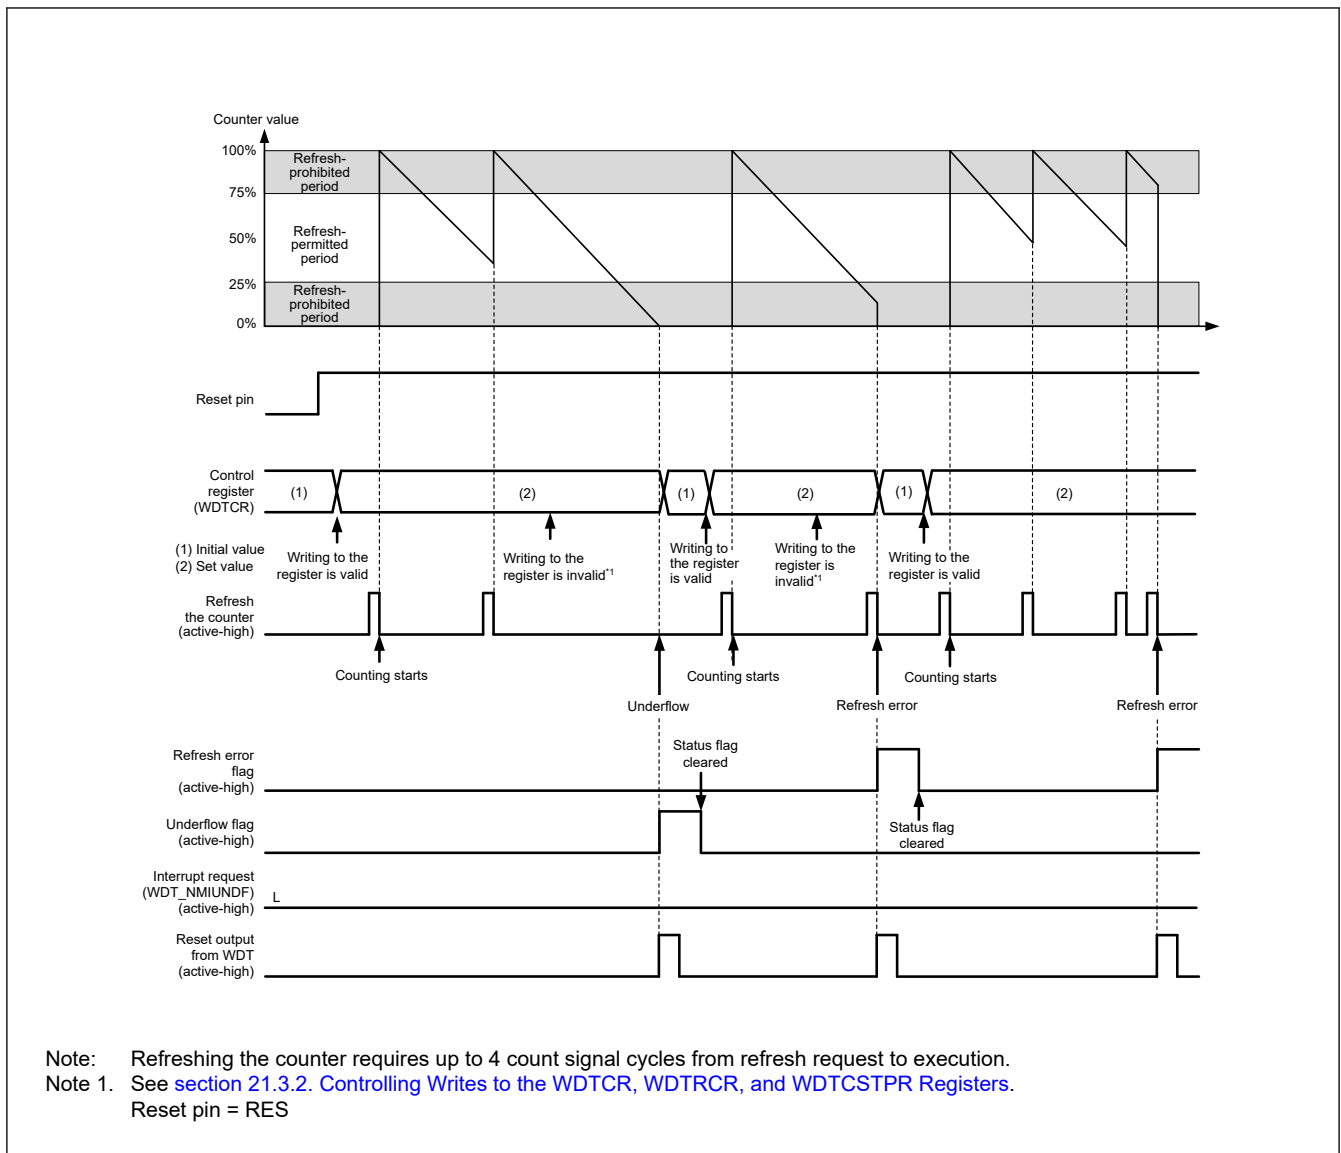 Counter value
100%
Refresh-
prohibited
period
75%
Refresh-
permitted
period
50%
25%
Refresh-
prohibited
period
0%
Reset pin
Control
register
(WDTCR)
(1)
(2)
(1)
(2)
(1)
(2)
(1) Initial value
(2) Set value
Writing to the
register is valid
Writing to the
register is invalid*1
Writing to
the register
is valid
Writing to the
register is
invalid*1
Writing to the
register is valid
Refresh
the counter
(active-high)
Counting starts
Counting starts
Counting starts
Underflow
Refresh error
Refresh error
Refresh error
flag
(active-high)
Status flag
cleared
Underflow flag
(active-high)
Status flag
cleared
Interrupt request
(WDT_NMIUNDF)
(active-high)
L
Reset output
from WDT
(active-high)
Note: Refreshing the counter requires up to 4 count signal cycles from refresh request to execution.
Note 1. See section 21.3.2. Controlling Writes to the WDTCR, WDTRCR, and WDTCSTPR Registers.
Reset pin = RES